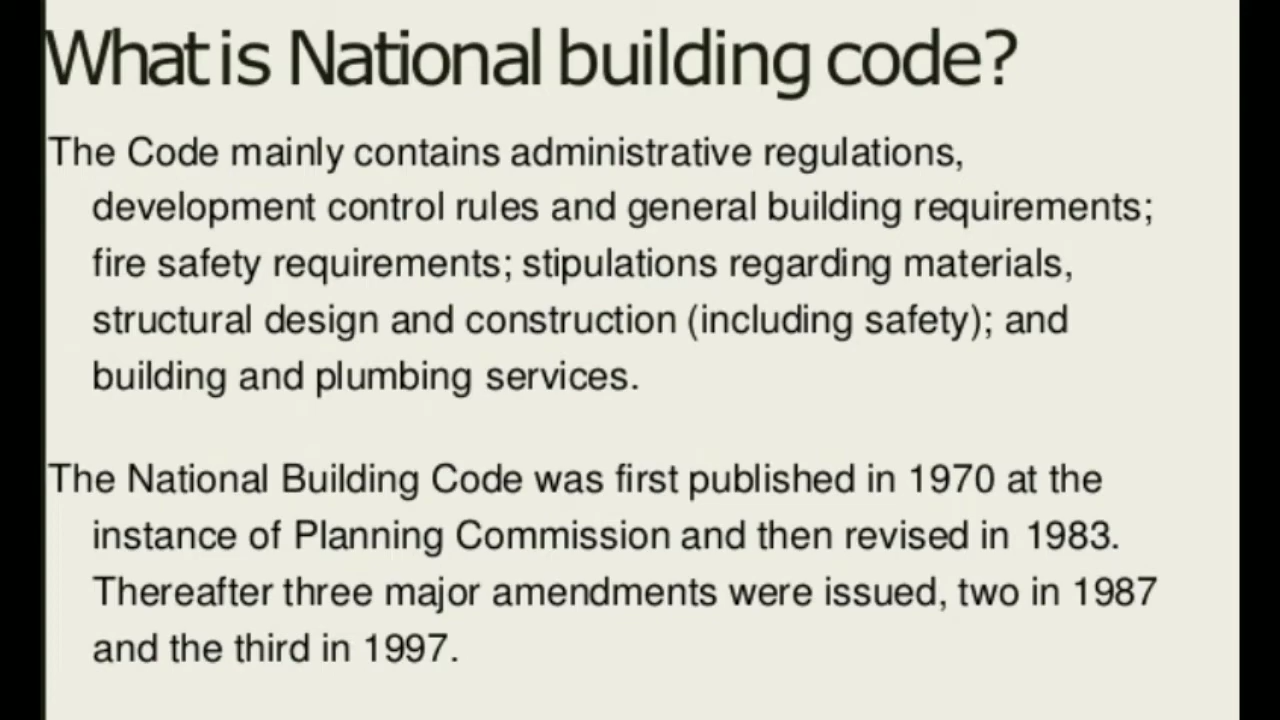 What is National building code?
The Code mainly contains administrative regulations,
development control rules and general building requirements;
fire safety requirements; stipulations regarding materials,
structural design and construction (including safety); and
building and plumbing services.
The National Building Code was first published in 1970 at the
instance of Planning Commission and then revised in 1983.
Thereafter three major amendments were issued, two in 1987
and the third in 1997.